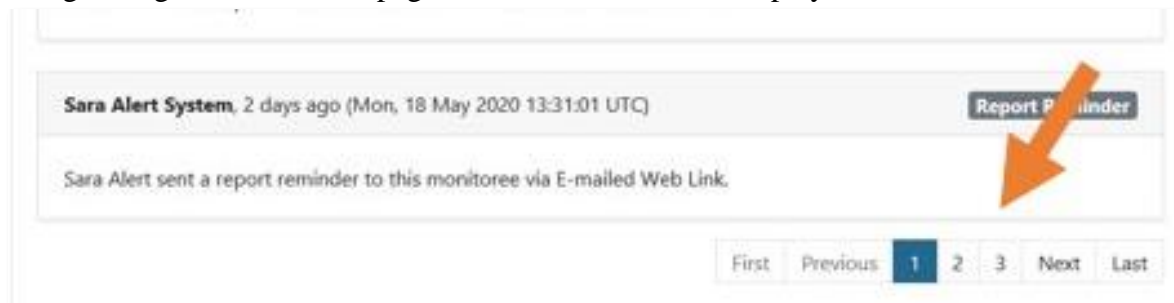 Sara Alert System, 2 days ago (Mon, 18 May 2020 13:31:01 UTC)
Report Reminder
Sara Alert sent a report reminder to this monitoree via E-mailed Web Link.
First Previous 1 2 3 Next Last